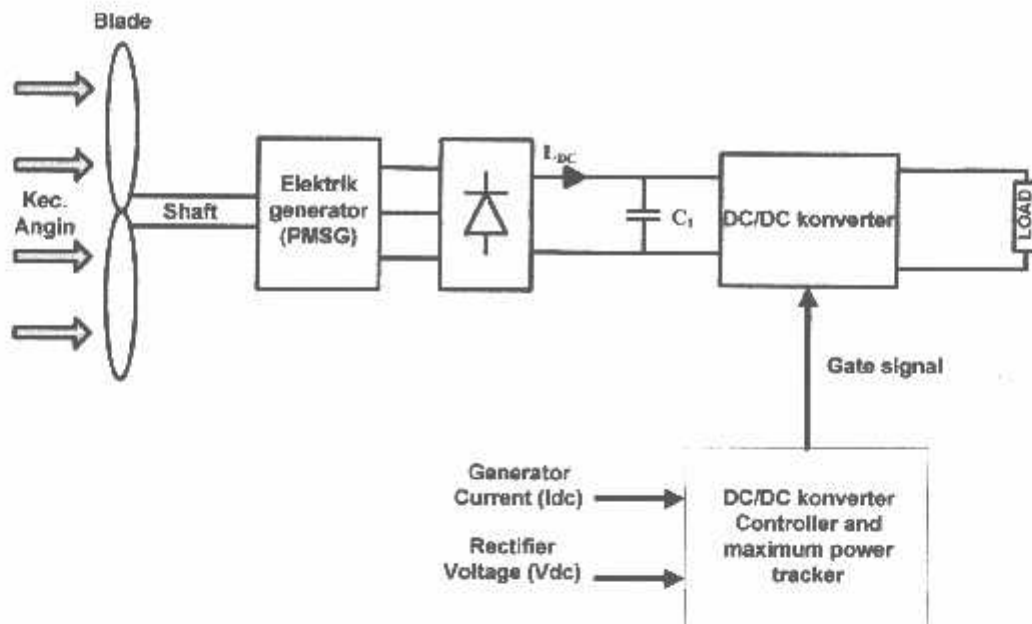 Blade
Kec.
Angin
Shaft
Elektrik
generator
(PMSG)
I-DC
C1
DC/DC konverter
LOAD
Gate signal
Generator
Current (Idc)
Rectifier
Voltage (Vdc)
DC/DC konverter
Controller and
maximum power
tracker